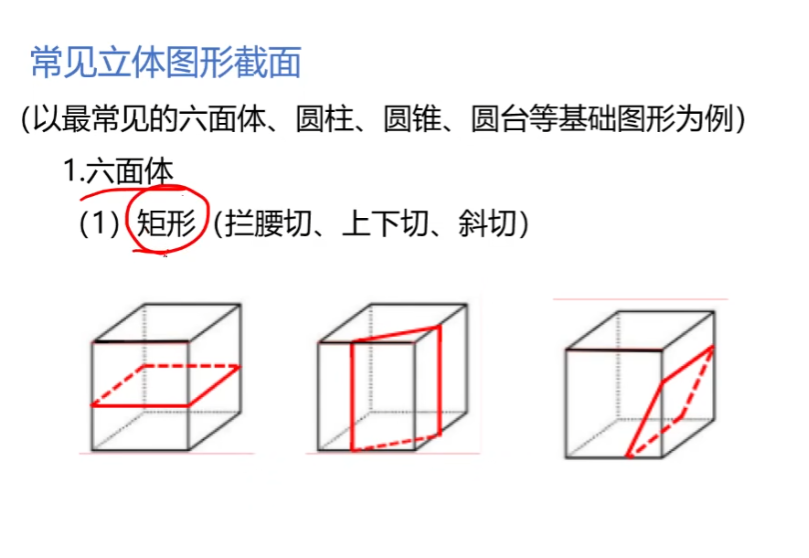 常见立体图形截面
（以最常见的六面体、圆柱、圆锥、圆台等基础图形为例）
1.六面体
（1）矩形（拦腰切、上下切、斜切）